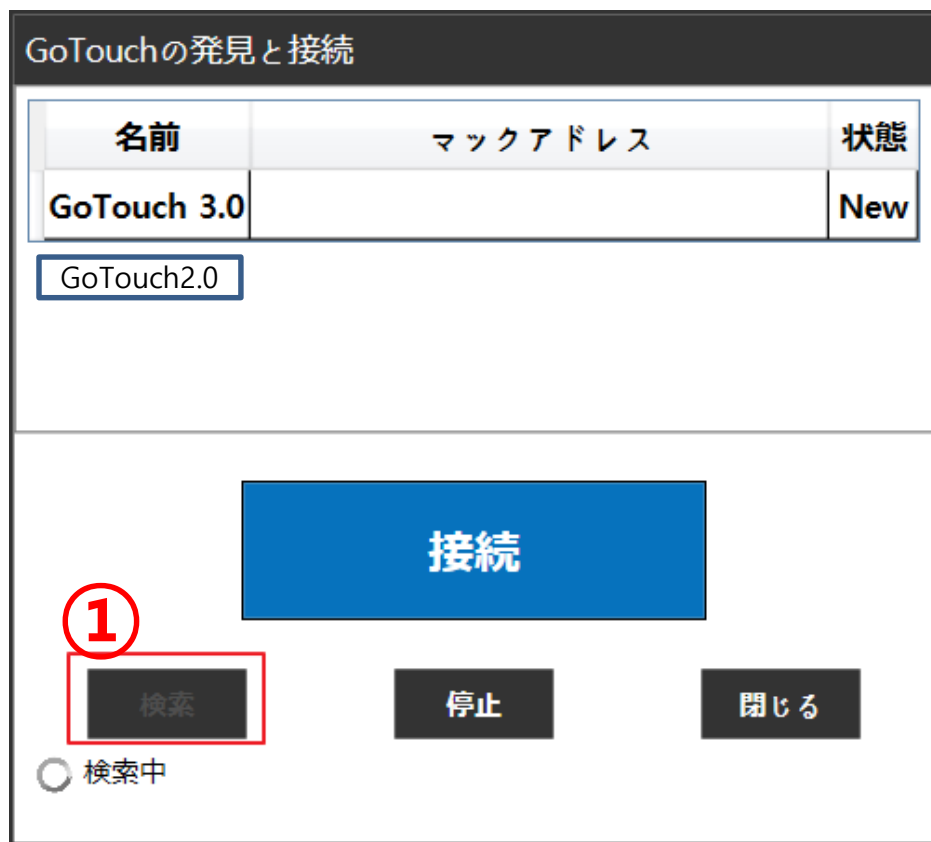 GoTouchの発見と接続
名前 マックアドレス 状態
GoTouch 3.0 New
GoTouch2.0
接続
①
検索 停止 閉じる
検索中